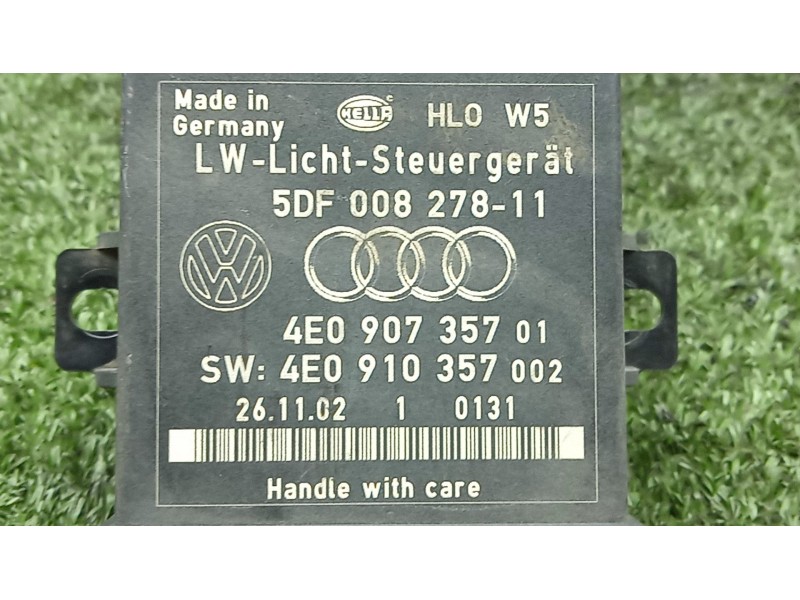 Made in
Germany
HELLA
HLO W5
LW-Licht-Steuergerät
5DF 008 278-11
VW
4E0 907 357 01
SW: 4E0 910 357 002
26.11.02 1 0131
Handle with care